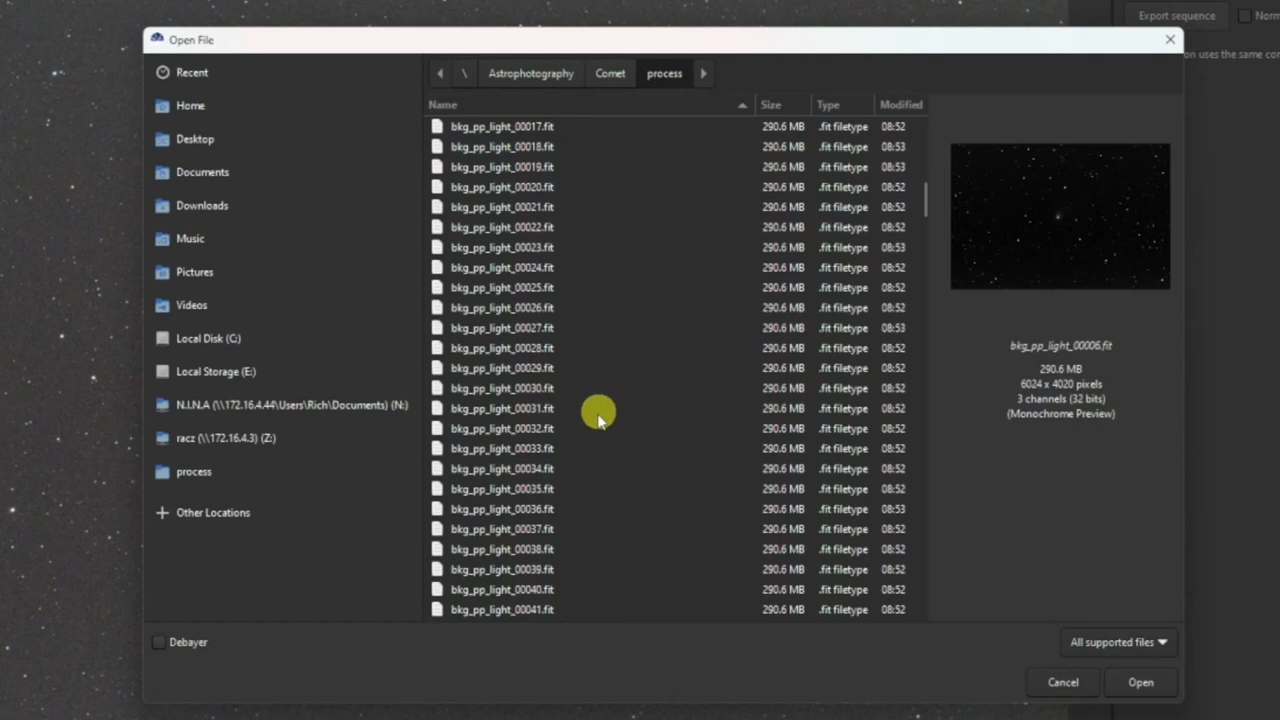 Export sequence
Norm
on uses the same con
Open File
Recent
Home
Desktop
Documents
Downloads
Music
Pictures
Videos
Local Disk (C:)
Local Storage (E:)
N.I.N.A (\\172.16.4.44\Users\Rich\Documents) (N:)
racz (\\172.16.4.3) (Z:)
process
Other Locations
\ Astrophotography Comet process
Name Size Type Modified
bkg_pp_light_00017.fit 290.6 MB .fit filetype 08:52
bkg_pp_light_00018.fit 290.6 MB .fit filetype 08:53
bkg_pp_light_00019.fit 290.6 MB .fit filetype 08:53
bkg_pp_light_00020.fit 290.6 MB .fit filetype 08:52
bkg_pp_light_00021.fit 290.6 MB .fit filetype 08:52
bkg_pp_light_00022.fit 290.6 MB .fit filetype 08:52
bkg_pp_light_00023.fit 290.6 MB .fit filetype 08:53
bkg_pp_light_00024.fit 290.6 MB .fit filetype 08:52
bkg_pp_light_00025.fit 290.6 MB .fit filetype 08:52
bkg_pp_light_00026.fit 290.6 MB .fit filetype 08:52
bkg_pp_light_00027.fit 290.6 MB .fit filetype 08:53
bkg_pp_light_00028.fit 290.6 MB .fit filetype 08:52
bkg_pp_light_00029.fit 290.6 MB .fit filetype 08:52
bkg_pp_light_00030.fit 290.6 MB .fit filetype 08:52
bkg_pp_light_00031.fit 290.6 MB .fit filetype 08:52
bkg_pp_light_00032.fit 290.6 MB .fit filetype 08:52
bkg_pp_light_00033.fit 290.6 MB .fit filetype 08:52
bkg_pp_light_00034.fit 290.6 MB .fit filetype 08:52
bkg_pp_light_00035.fit 290.6 MB .fit filetype 08:52
bkg_pp_light_00036.fit 290.6 MB .fit filetype 08:53
bkg_pp_light_00037.fit 290.6 MB .fit filetype 08:52
bkg_pp_light_00038.fit 290.6 MB .fit filetype 08:52
bkg_pp_light_00039.fit 290.6 MB .fit filetype 08:52
bkg_pp_light_00040.fit 290.6 MB .fit filetype 08:52
bkg_pp_light_00041.fit 290.6 MB .fit filetype 08:52
bkg_pp_light_00006.fit
290.6 MB
6024 x 4020 pixels
3 channels (32 bits)
(Monochrome Preview)
Debayer
All supported files
Cancel
Open